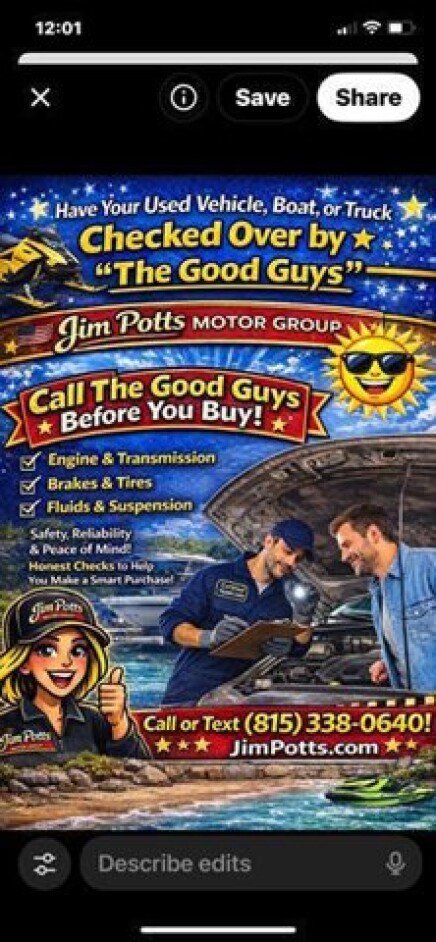 12:01
Save
Share
Have Your Used Vehicle, Boat, or Truck
Checked Over by
“The Good Guys”
Jim Potts MOTOR GROUP
Call The Good Guys
Before You Buy!
Engine & Transmission
Brakes & Tires
Fluids & Suspension
Safety, Reliability
& Peace of Mind!
Honest Checks to Help
You Make a Smart Purchase!
Jim Potts
Jim Potts
Call or Text (815) 338-0640!
JimPotts.com
Describe edits